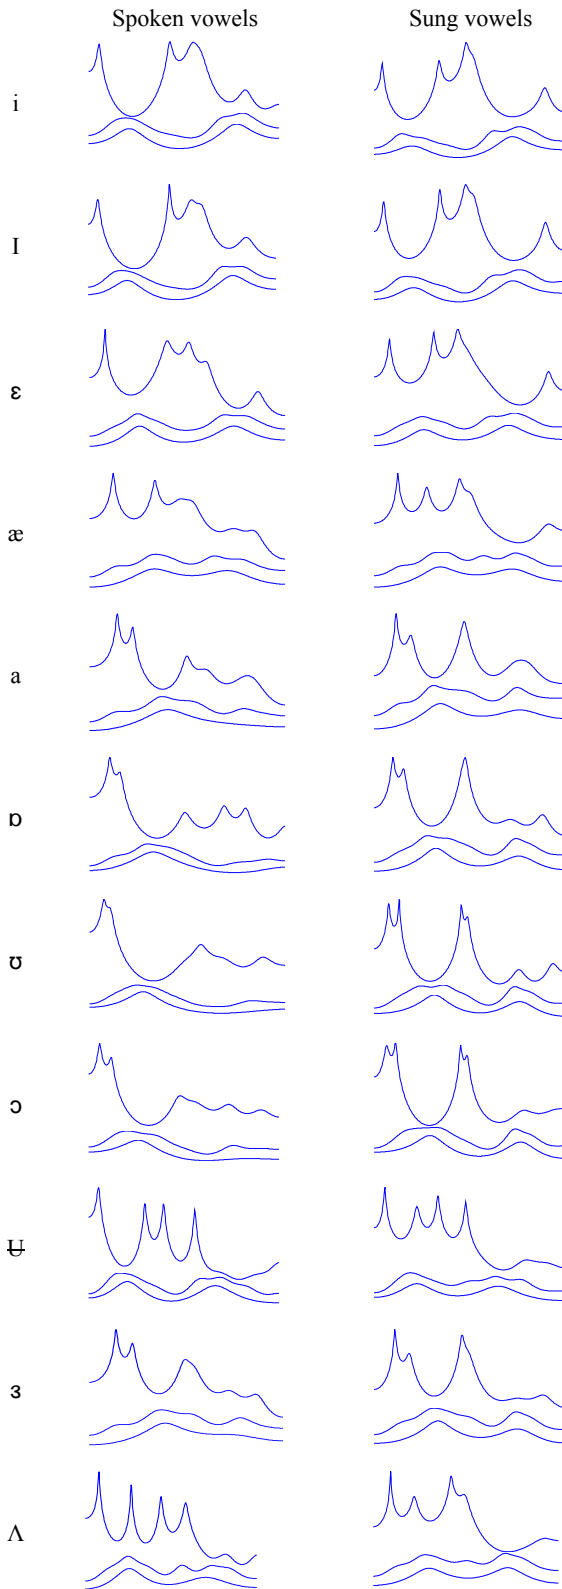 Spoken vowels Sung vowels
i
I
ɛ
æ
a
ɒ
ʊ
ɔ
Ʉ
ɜ
Λ